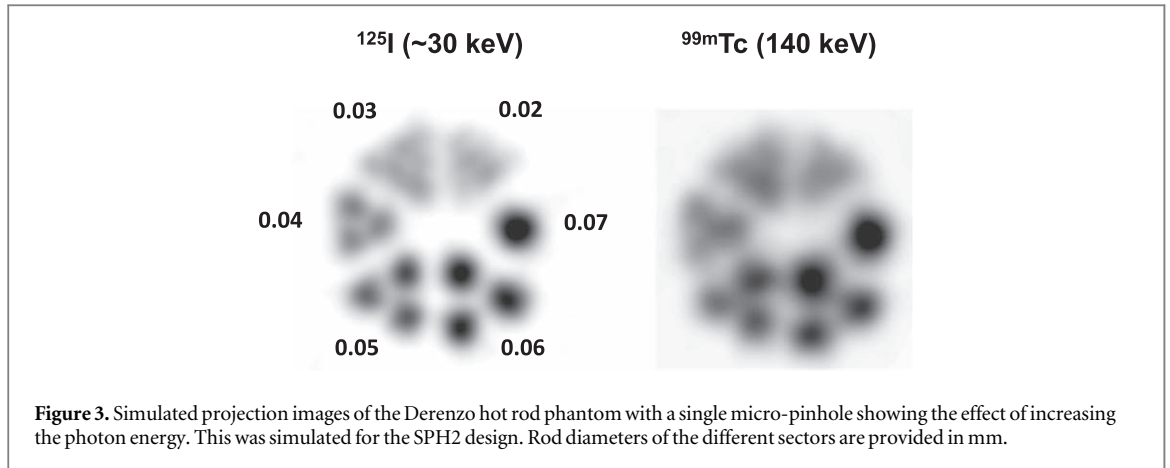 ¹²⁵I (~30 keV)
⁹⁹ᵐTc (140 keV)
0.03
0.02
0.04
0.07
0.05
0.06
Figure 3. Simulated projection images of the Derenzo hot rod phantom with a single micro-pinhole showing the effect of increasing
the photon energy. This was simulated for the SPH2 design. Rod diameters of the different sectors are provided in mm.